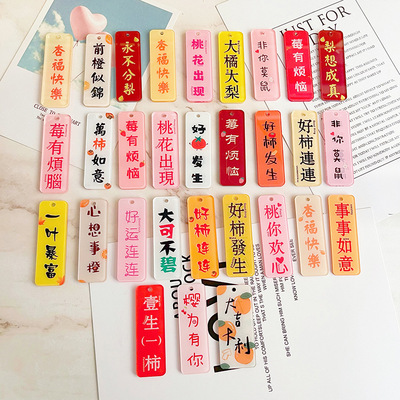 杏福快樂
前橙似錦
永不分梨
杏福快樂
桃花出現
大橘大梨
非你莫鼠
莓有煩惱
梨想成真
莓有煩腦
萬柿如意
莓有煩惱
桃花出現
好柿发生
莓有烦恼
好柿发生
好柿連連
非你莫鼠
一叶暴富
心想事橙
好运连连
大可不碧
好柿连连
好柿發生
桃你欢心
杏福快樂
事事如意
壹生(一)柿
樱为有你
大吉大利